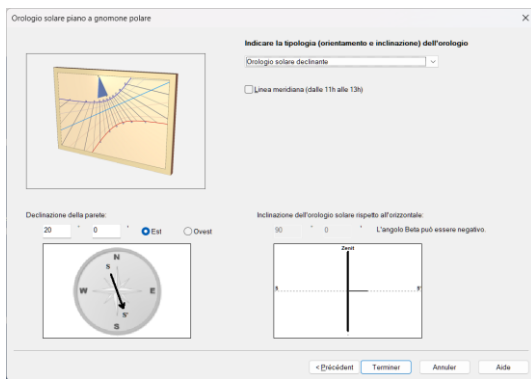 Orologio solare piano a gnomone polare
Indicare la tipologia (orientamento e inclinazione) dell'orologio
Orologio solare declinante
Linea meridiana (dalle 11h alle 13h)
Declinazione della parete:
20 ° 0 ° Est Ovest
Inclinazione dell'orologio solare rispetto all'orizzontale:
90 ° 0 ° L'angolo Beta può essere negativo.
N
S
W E
S'
S
Zenit
S S'
< Précédent Terminer Annuler Aide